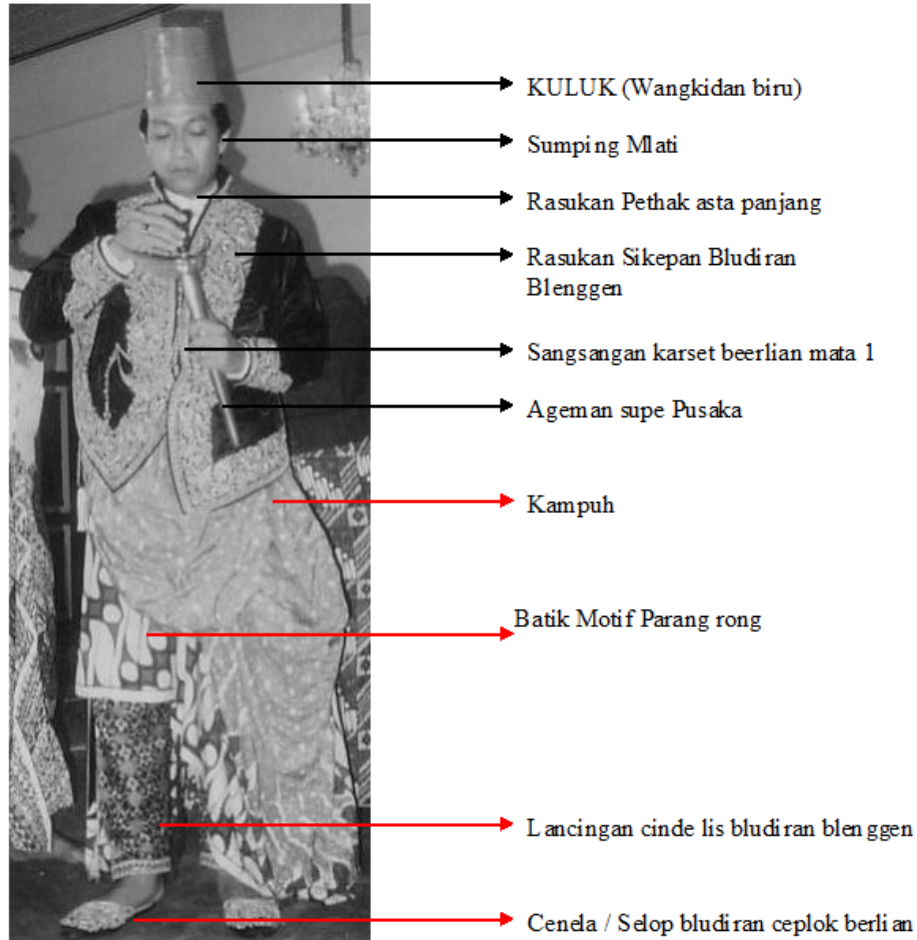 KULUK (Wangkidan biru)
Sumping Mlati
Rasukan Pethak asta panjang
Rasukan Sikepan Bludiran
Blenggen
Sangsangan karset beerlian mata 1
Ageman supe Pusaka
Kampuh
Batik Motif Parang rong
Lancingan cinde lis bludiran blenggen
Cenela / Selop bludiran ceplok berlian